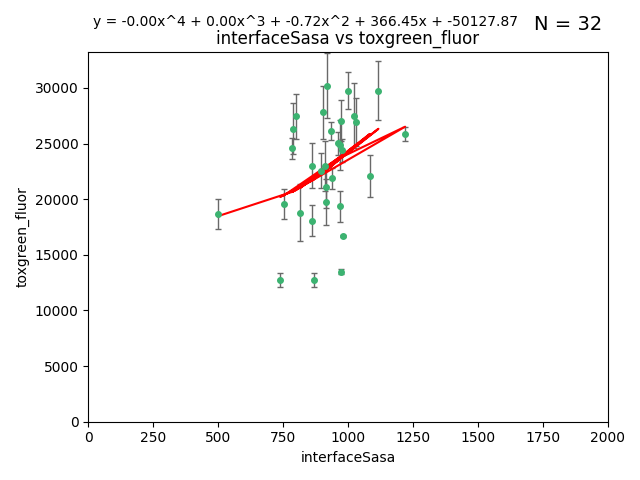 y = -0.00x^4 + 0.00x^3 + -0.72x^2 + 366.45x + -50127.87
N = 32
interfaceSasa vs toxgreen_fluor
toxgreen_fluor
30000
25000
20000
15000
10000
5000
0
0 250 500 750 1000 1250 1500 1750 2000
interfaceSasa